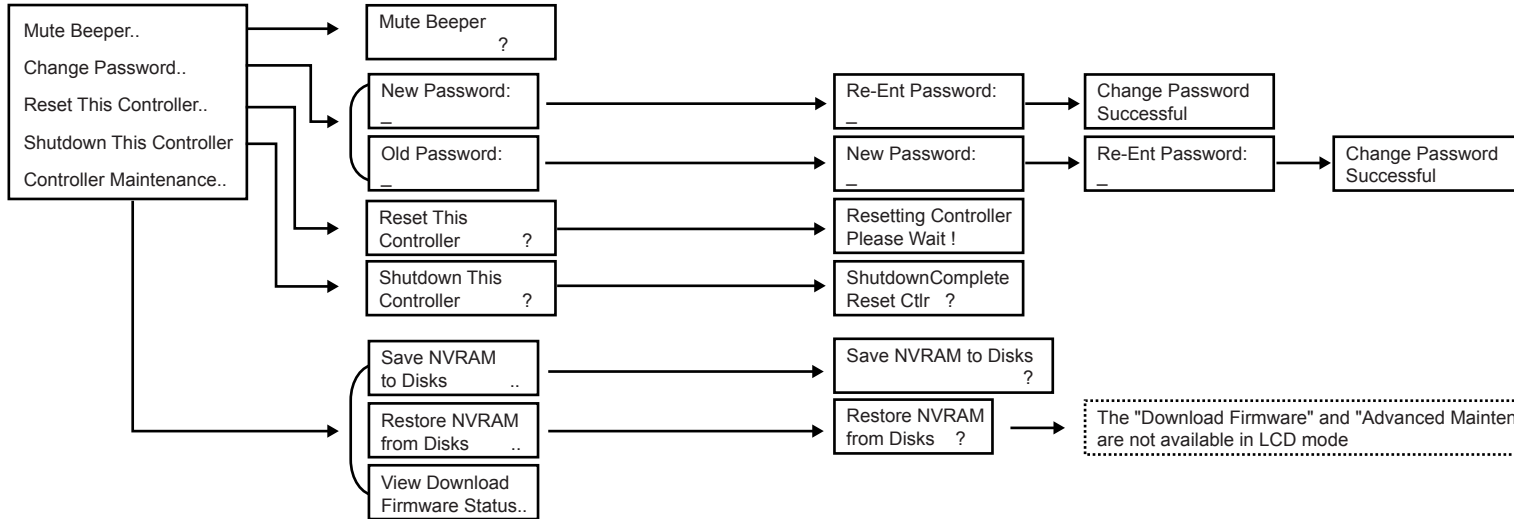 Mute Beeper..
Change Password..
Reset This Controller..
Shutdown This Controller
Controller Maintenance..
Mute Beeper
?
New Password:
_
Re-Ent Password:
_
Change Password
Successful
Old Password:
_
New Password:
_
Re-Ent Password:
_
Change Password
Successful
Reset This
Controller ?
Resetting Controller
Please Wait !
Shutdown This
Controller ?
ShutdownComplete
Reset Ctlr ?
Save NVRAM
to Disks ..
Save NVRAM to Disks
?
Restore NVRAM
from Disks ..
Restore NVRAM
from Disks ?
The "Download Firmware" and "Advanced Mainten
are not available in LCD mode
View Download
Firmware Status..